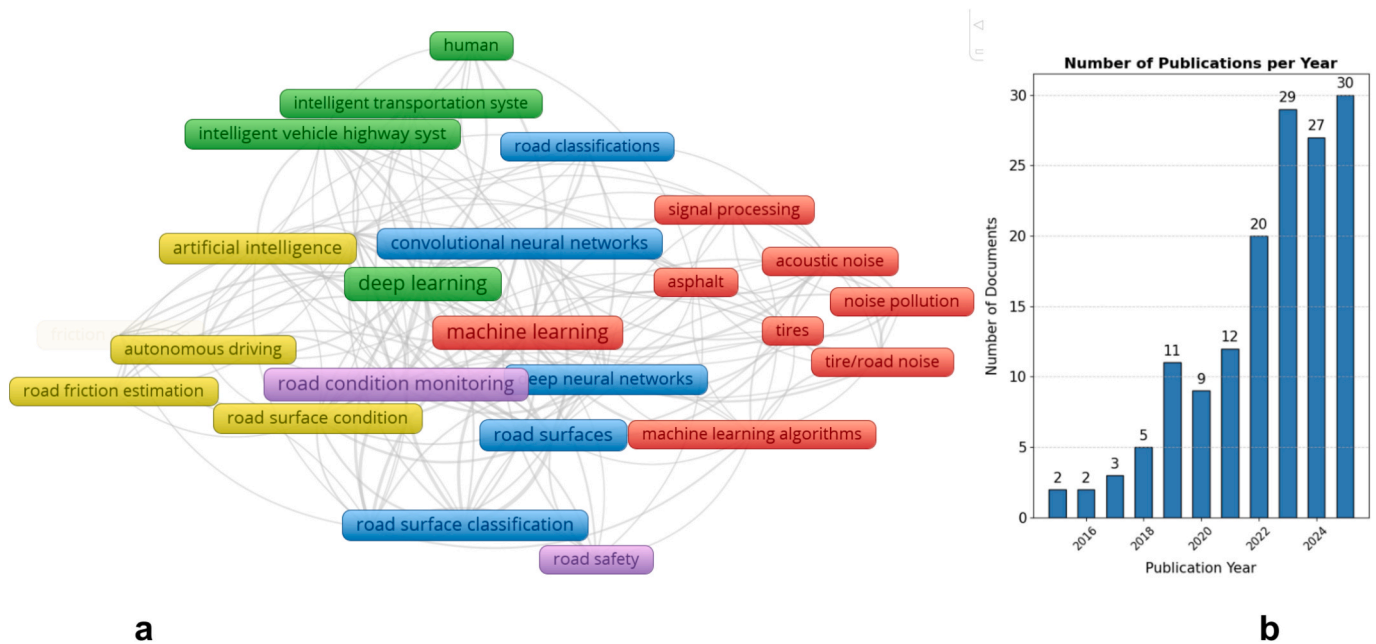 human
intelligent transportation syste
intelligent vehicle highway syst
road classifications
signal processing
artificial intelligence
convolutional neural networks
acoustic noise
deep learning
asphalt
noise pollution
machine learning
tires
friction
autonomous driving
tire/road noise
road friction estimation
road condition monitoring
eep neural networks
road surface condition
road surfaces
machine learning algorithms
road surface classification
road safety
a
Number of Publications per Year
Number of Documents
30
25
20
15
10
5
0
2
2
3
5
11
9
12
20
29
27
30
2016
2018
2020
2022
2024
Publication Year
b